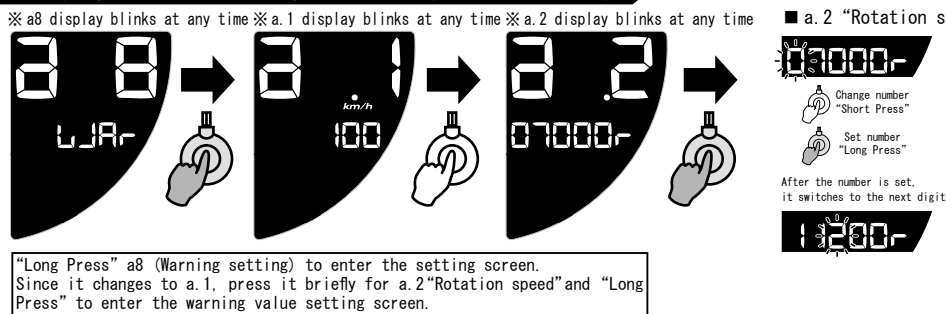 ※ a8 display blinks at any time ※ a.1 display blinks at any time ※ a.2 display blinks at any time
■ a.2 “Rotation s
a 8
WAr
a 1
km/h
100
a.2
07000r
07000r
Change number
“Short Press”
Set number
“Long Press”
After the number is set,
it switches to the next digit
11200r
“Long Press” a8 (Warning setting) to enter the setting screen.
Since it changes to a.1, press it briefly for a.2“Rotation speed”and “Long
Press” to enter the warning value setting screen.